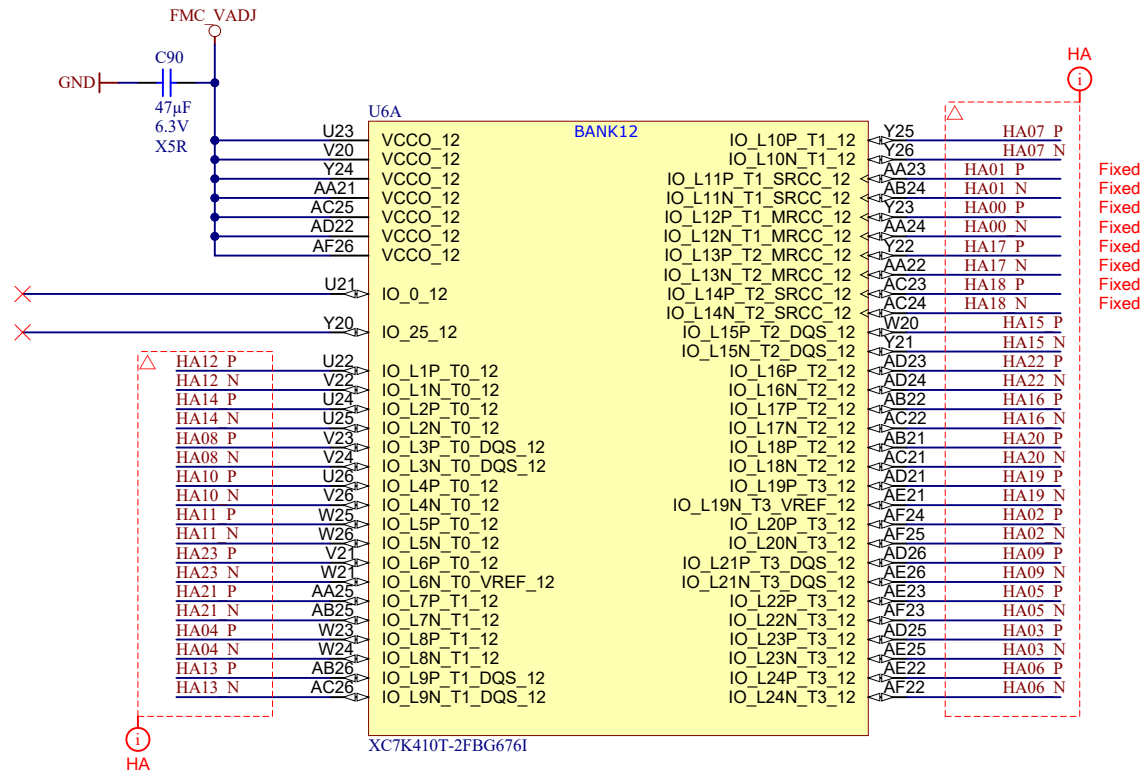 FMC_VADJ
C90
GND
47µF
6.3V
X5R
HA
i
U6A
BANK12
U23 VCCO_12
V20 VCCO_12
Y24 VCCO_12
AA21 VCCO_12
AC25 VCCO_12
AD22 VCCO_12
AF26 VCCO_12
U21 IO_0_12
Y20 IO_25_12
HA12_P U22 IO_L1P_T0_12
HA12_N V22 IO_L1N_T0_12
HA14_P U24 IO_L2P_T0_12
HA14_N U25 IO_L2N_T0_12
HA08_P V23 IO_L3P_T0_DQS_12
HA08_N V24 IO_L3N_T0_DQS_12
HA10_P U26 IO_L4P_T0_12
HA10_N V26 IO_L4N_T0_12
HA11_P W25 IO_L5P_T0_12
HA11_N W26 IO_L5N_T0_12
HA23_P V21 IO_L6P_T0_12
HA23_N W21 IO_L6N_T0_VREF_12
HA21_P AA25 IO_L7P_T1_12
HA21_N AB25 IO_L7N_T1_12
HA04_P W23 IO_L8P_T1_12
HA04_N W24 IO_L8N_T1_12
HA13_P AB26 IO_L9P_T1_DQS_12
HA13_N AC26 IO_L9N_T1_DQS_12
IO_L10P_T1_12 Y25 HA07_P
IO_L10N_T1_12 Y26 HA07_N
IO_L11P_T1_SRCC_12 AA23 HA01_P Fixed
IO_L11N_T1_SRCC_12 AB24 HA01_N Fixed
IO_L12P_T1_MRCC_12 Y23 HA00_P Fixed
IO_L12N_T1_MRCC_12 AA24 HA00_N Fixed
IO_L13P_T2_MRCC_12 Y22 HA17_P Fixed
IO_L13N_T2_MRCC_12 AA22 HA17_N Fixed
IO_L14P_T2_SRCC_12 AC23 HA18_P Fixed
IO_L14N_T2_SRCC_12 AC24 HA18_N Fixed
IO_L15P_T2_DQS_12 W20 HA15_P
IO_L15N_T2_DQS_12 Y21 HA15_N
IO_L16P_T2_12 AD23 HA22_P
IO_L16N_T2_12 AD24 HA22_N
IO_L17P_T2_12 AB22 HA16_P
IO_L17N_T2_12 AC22 HA16_N
IO_L18P_T2_12 AB21 HA20_P
IO_L18N_T2_12 AC21 HA20_N
IO_L19P_T3_12 AD21 HA19_P
IO_L19N_T3_VREF_12 AE21 HA19_N
IO_L20P_T3_12 AF24 HA02_P
IO_L20N_T3_12 AF25 HA02_N
IO_L21P_T3_DQS_12 AD26 HA09_P
IO_L21N_T3_DQS_12 AE26 HA09_N
IO_L22P_T3_12 AE23 HA05_P
IO_L22N_T3_12 AF23 HA05_N
IO_L23P_T3_12 AD25 HA03_P
IO_L23N_T3_12 AE25 HA03_N
IO_L24P_T3_12 AE22 HA06_P
IO_L24N_T3_12 AF22 HA06_N
i
HA
XC7K410T-2FBG676I